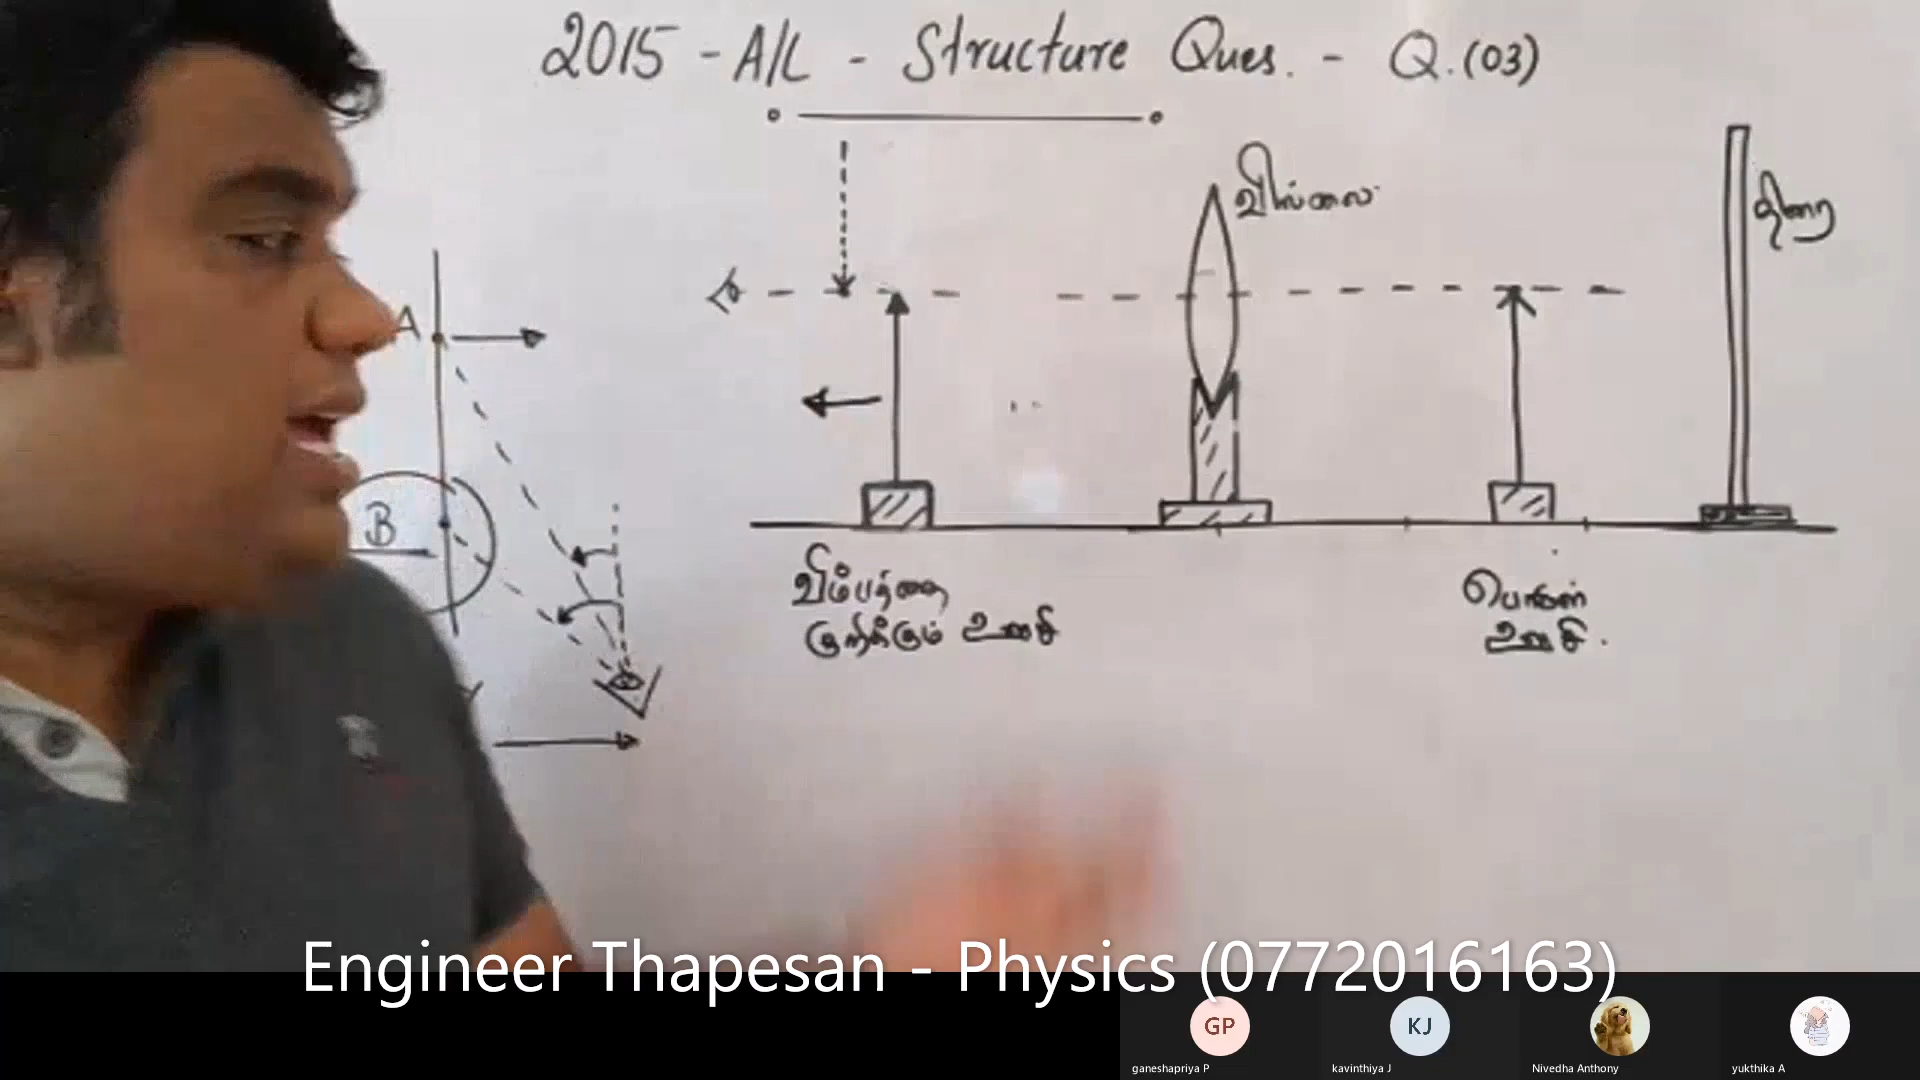 2015 - A/L - Structure Ques. - Q.(03)
வில்லை
திரை
A
B
விம்பத்தை
குறிக்கும் ஊசி
பொருள்
ஊசி.
Engineer Thapesan - Physics (0772016163)
GP
KJ
ganeshapriya P
kavinthiya J
Nivedha Anthony
yukthika A